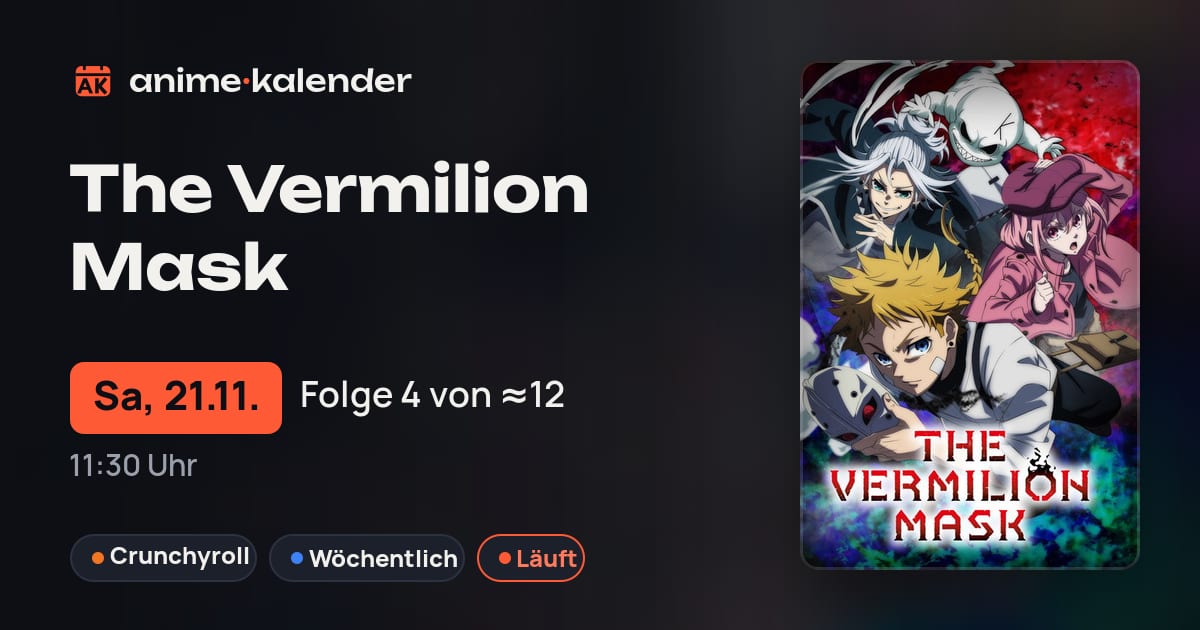 AK anime·kalender
The Vermilion
Mask
Sa, 21.11. Folge 4 von ≈12
11:30 Uhr
Crunchyroll Wöchentlich Läuft
THE
VERMILION
MASK